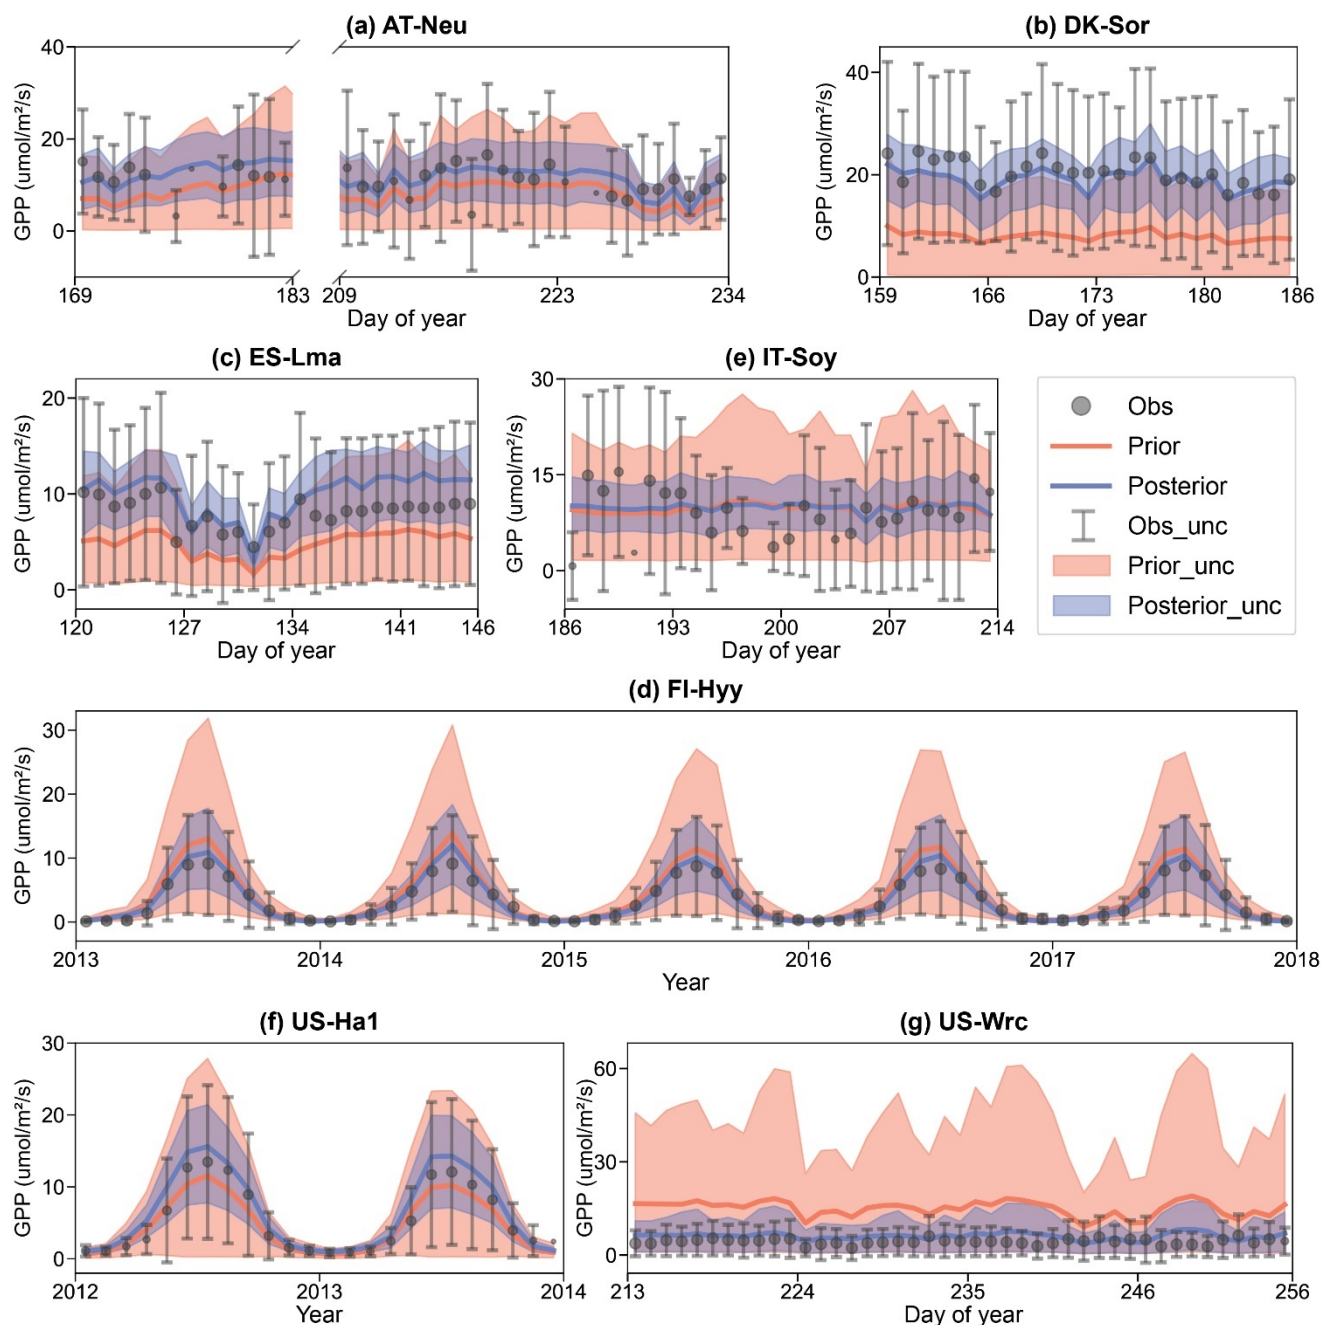 (a) AT-Neu
GPP (umol/m²/s)
40
20
0
169
183
209
223
234
Day of year
(b) DK-Sor
GPP (umol/m²/s)
40
20
0
159
166
173
180
186
Day of year
(c) ES-Lma
GPP (umol/m²/s)
20
10
0
120
127
134
141
146
Day of year
(e) IT-Soy
GPP (umol/m²/s)
30
15
0
186
193
200
207
214
Day of year
Obs
Prior
Posterior
Obs_unc
Prior_unc
Posterior_unc
(d) FI-Hyy
GPP (umol/m²/s)
30
20
10
0
2013
2014
2015
2016
2017
2018
Year
(f) US-Ha1
GPP (umol/m²/s)
30
20
10
0
2012
2013
2014
Year
(g) US-Wrc
GPP (umol/m²/s)
60
30
0
213
224
235
246
256
Day of year